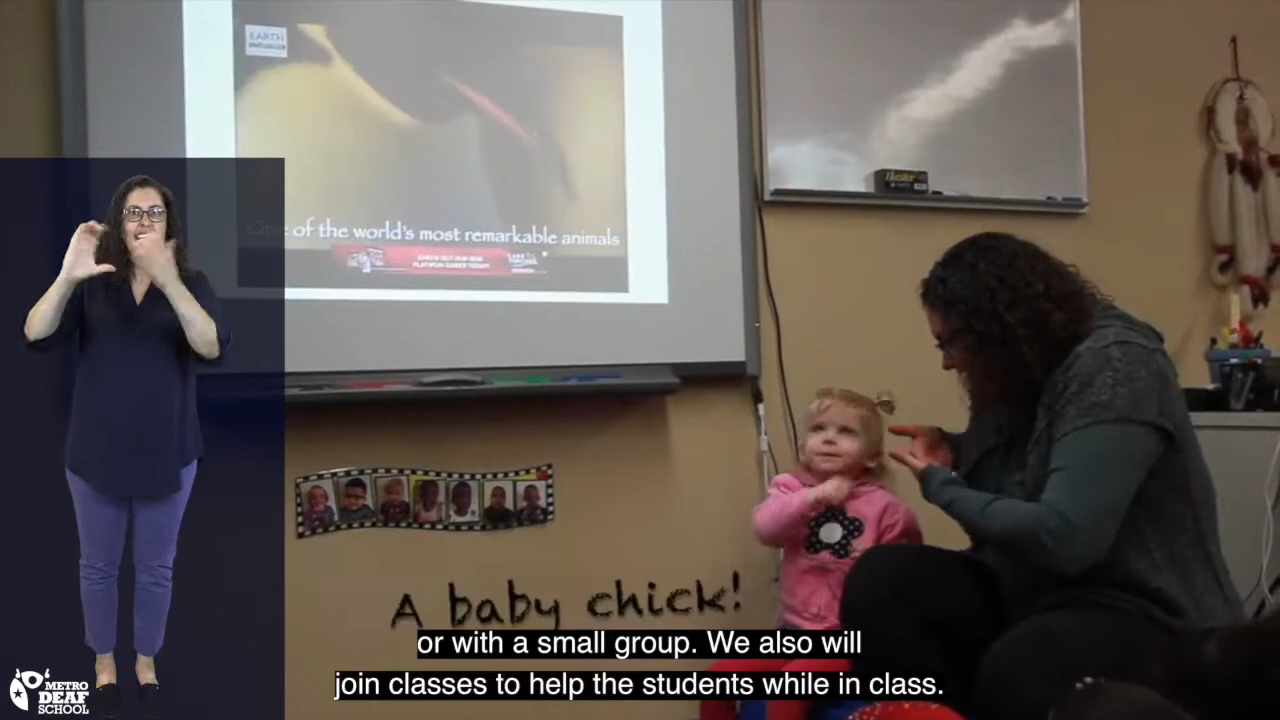 EARTH
One of the world's most remarkable animals
CHECK OUT OUR NEW
A baby chick!
or with a small group. We also will
join classes to help the students while in class.
METRO
DEAF
SCHOOL